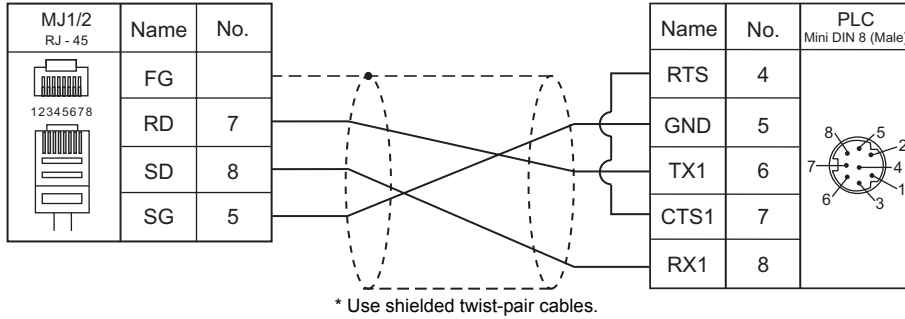 MJ1/2
RJ - 45
Name No.
12345678
FG
RD 7
SD 8
SG 5
Name No. PLC
Mini DIN 8 (Male)
RTS 4
GND 5
TX1 6
CTS1 7
RX1 8
8 5
2
7 4
1
6 3
* Use shielded twist-pair cables.